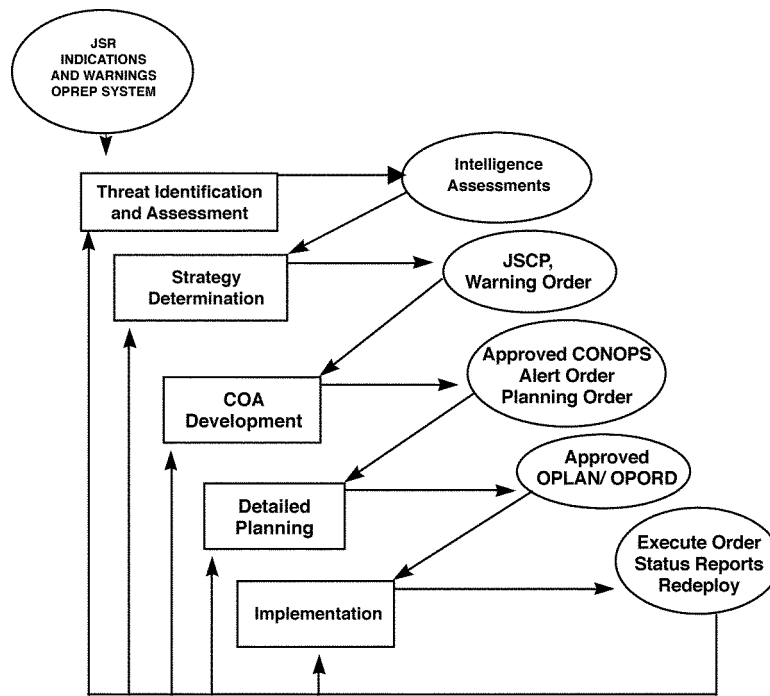 JSR
INDICATIONS
AND WARNINGS
OPREP SYSTEM
Threat Identification
and Assessment
Intelligence
Assessments
Strategy
Determination
JSCP,
Warning Order
COA
Development
Approved CONOPS
Alert Order
Planning Order
Detailed
Planning
Approved
OPLAN/ OPORD
Implementation
Execute Order
Status Reports
Redeploy